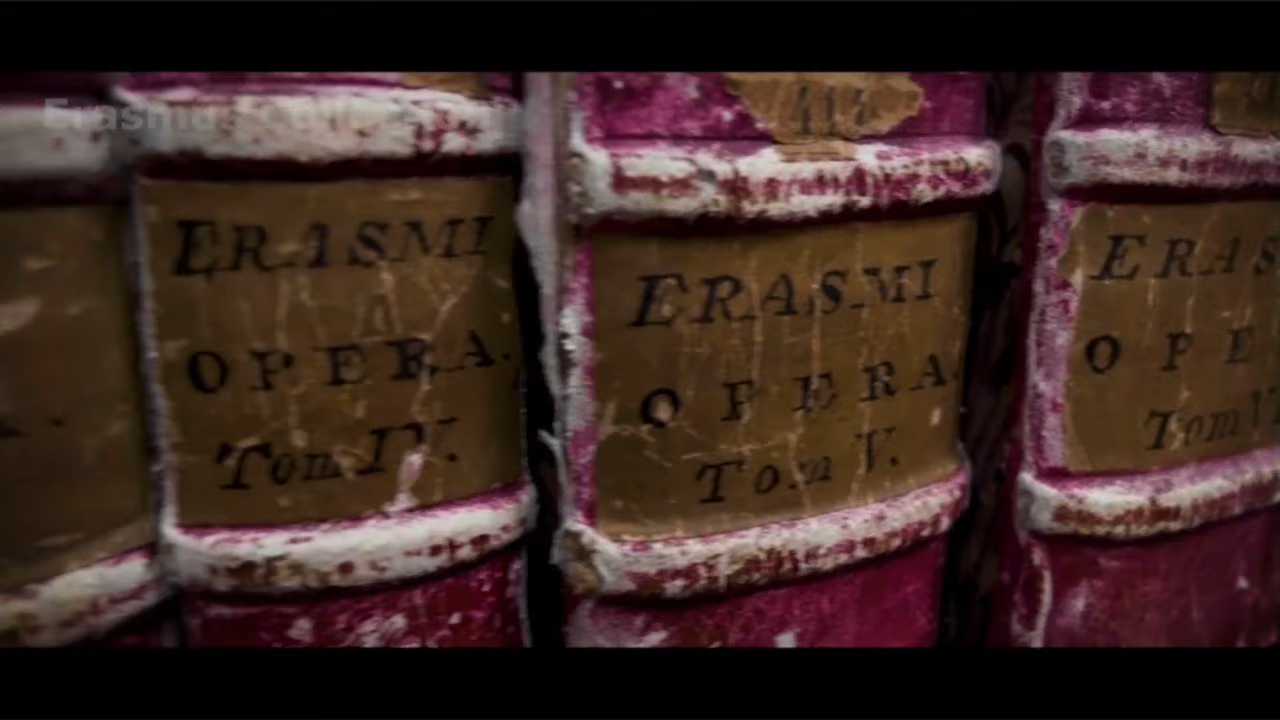 ERASMI
OPERA.
Tom IV.
ERASMI
OPERA.
Tom V.
ERAS
OPE
Tom V